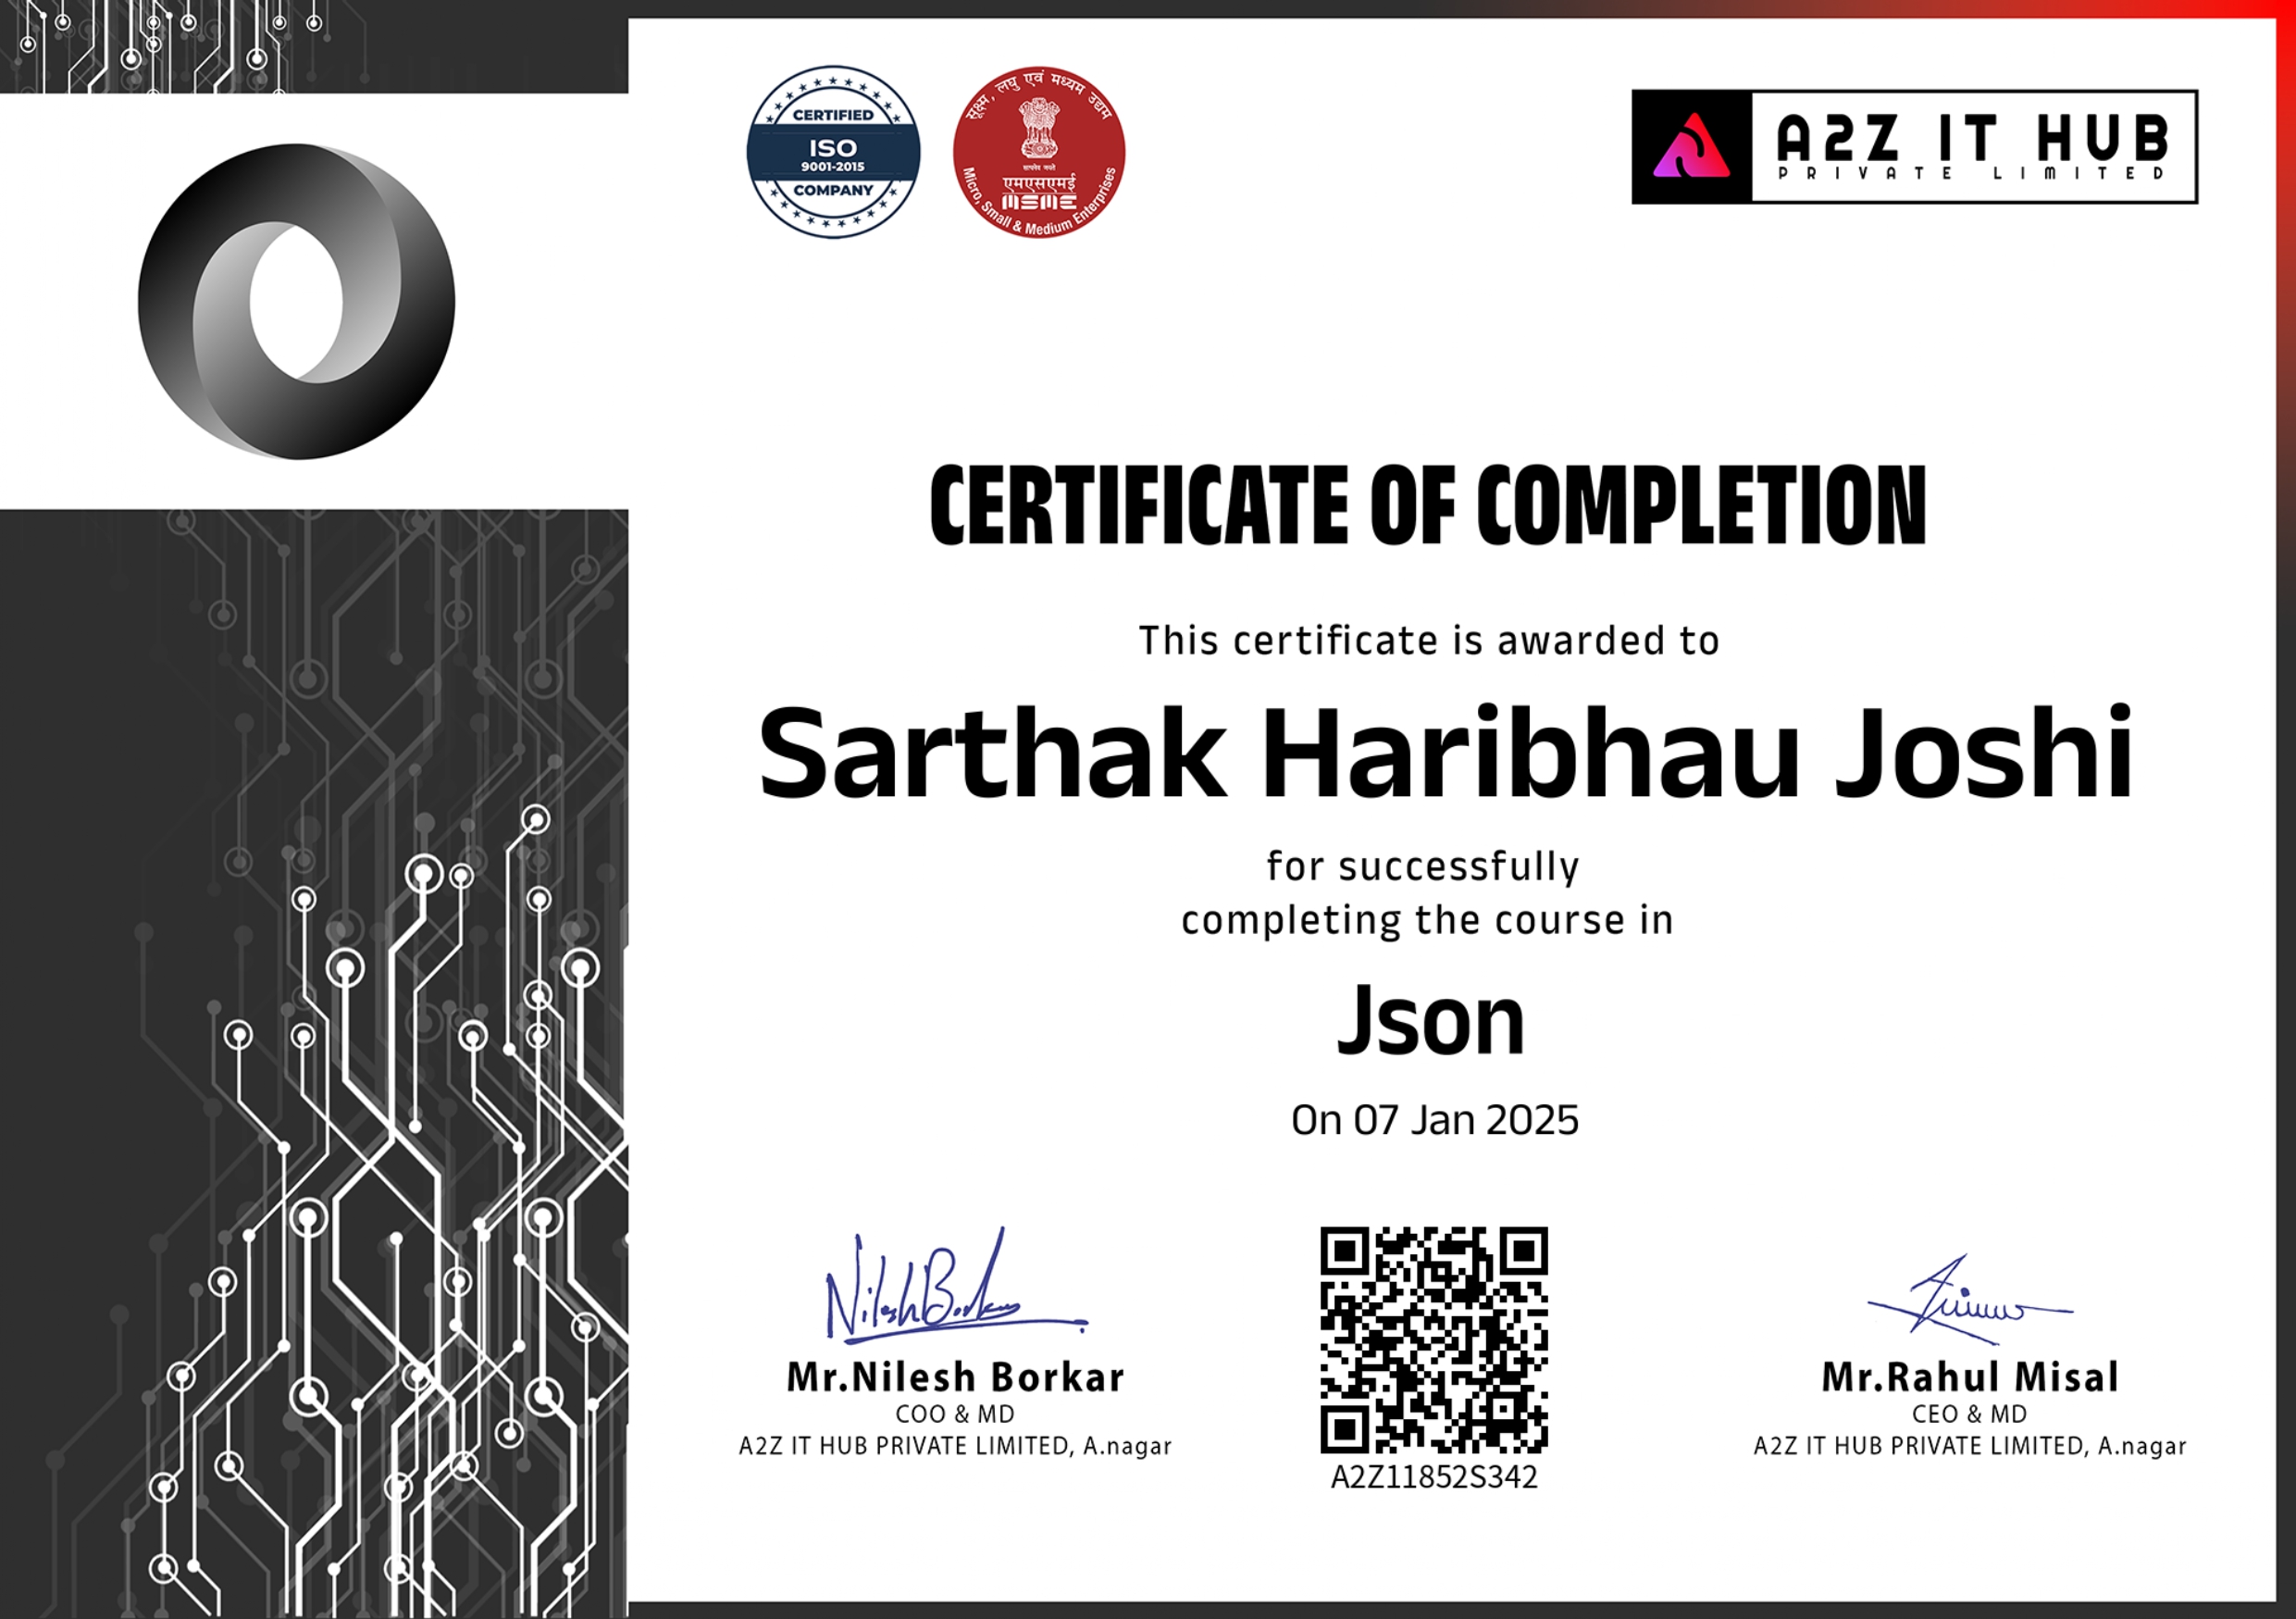 CERTIFIED
ISO
9001-2015
COMPANY
सूक्ष्म, लघु एवं मध्यम उद्यम
सत्यमेव जयते
एमएसएमई
MSME
Micro, Small & Medium Enterprises
A2Z IT HUB
PRIVATE LIMITED
CERTIFICATE OF COMPLETION
This certificate is awarded to
Sarthak Haribhau Joshi
for successfully
completing the course in
Json
On 07 Jan 2025
Nilesh Borkar
Mr.Nilesh Borkar
COO & MD
A2Z IT HUB PRIVATE LIMITED, A.nagar
A2Z11852S342
Mr.Rahul Misal
CEO & MD
A2Z IT HUB PRIVATE LIMITED, A.nagar